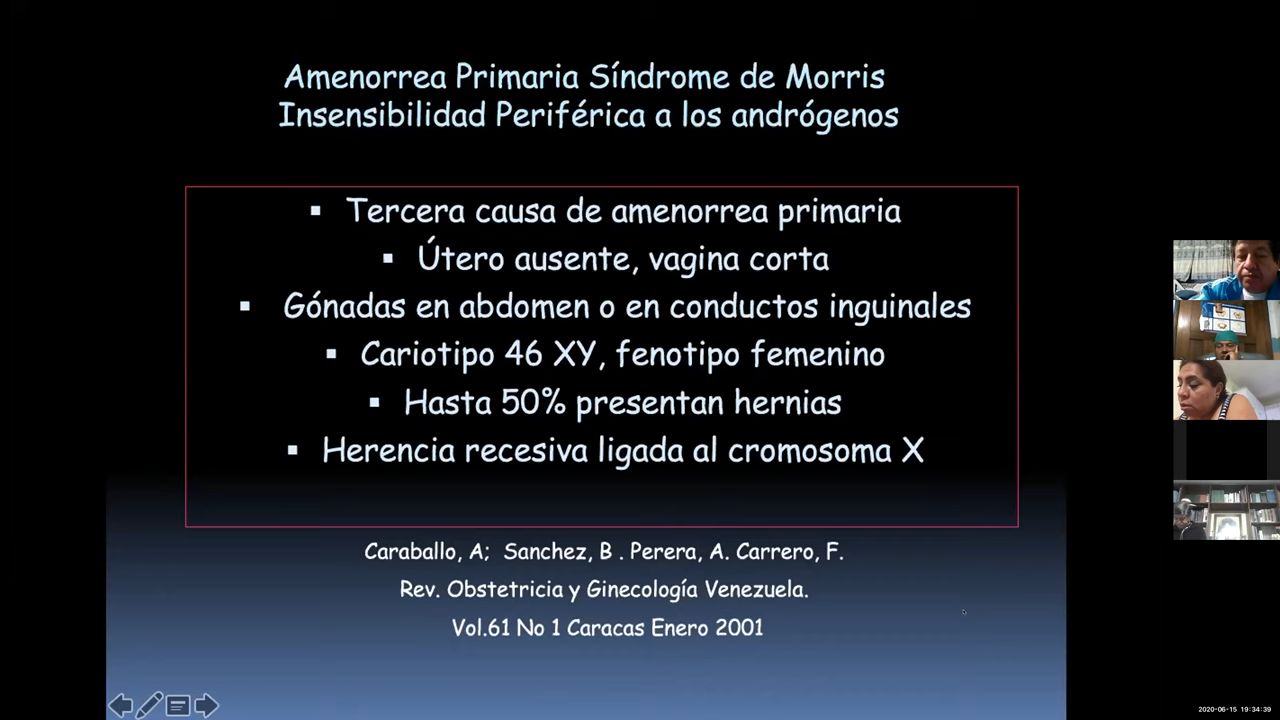 Amenorrea Primaria Síndrome de Morris
Insensibilidad Periférica a los andrógenos
▪ Tercera causa de amenorrea primaria
▪ Útero ausente, vagina corta
▪ Gónadas en abdomen o en conductos inguinales
▪ Cariotipo 46 XY, fenotipo femenino
▪ Hasta 50% presentan hernias
▪ Herencia recesiva ligada al cromosoma X
Caraballo, A; Sanchez, B . Perera, A. Carrero, F.
Rev. Obstetricia y Ginecología Venezuela.
Vol.61 No 1 Caracas Enero 2001
2020-06-15 19:34:39